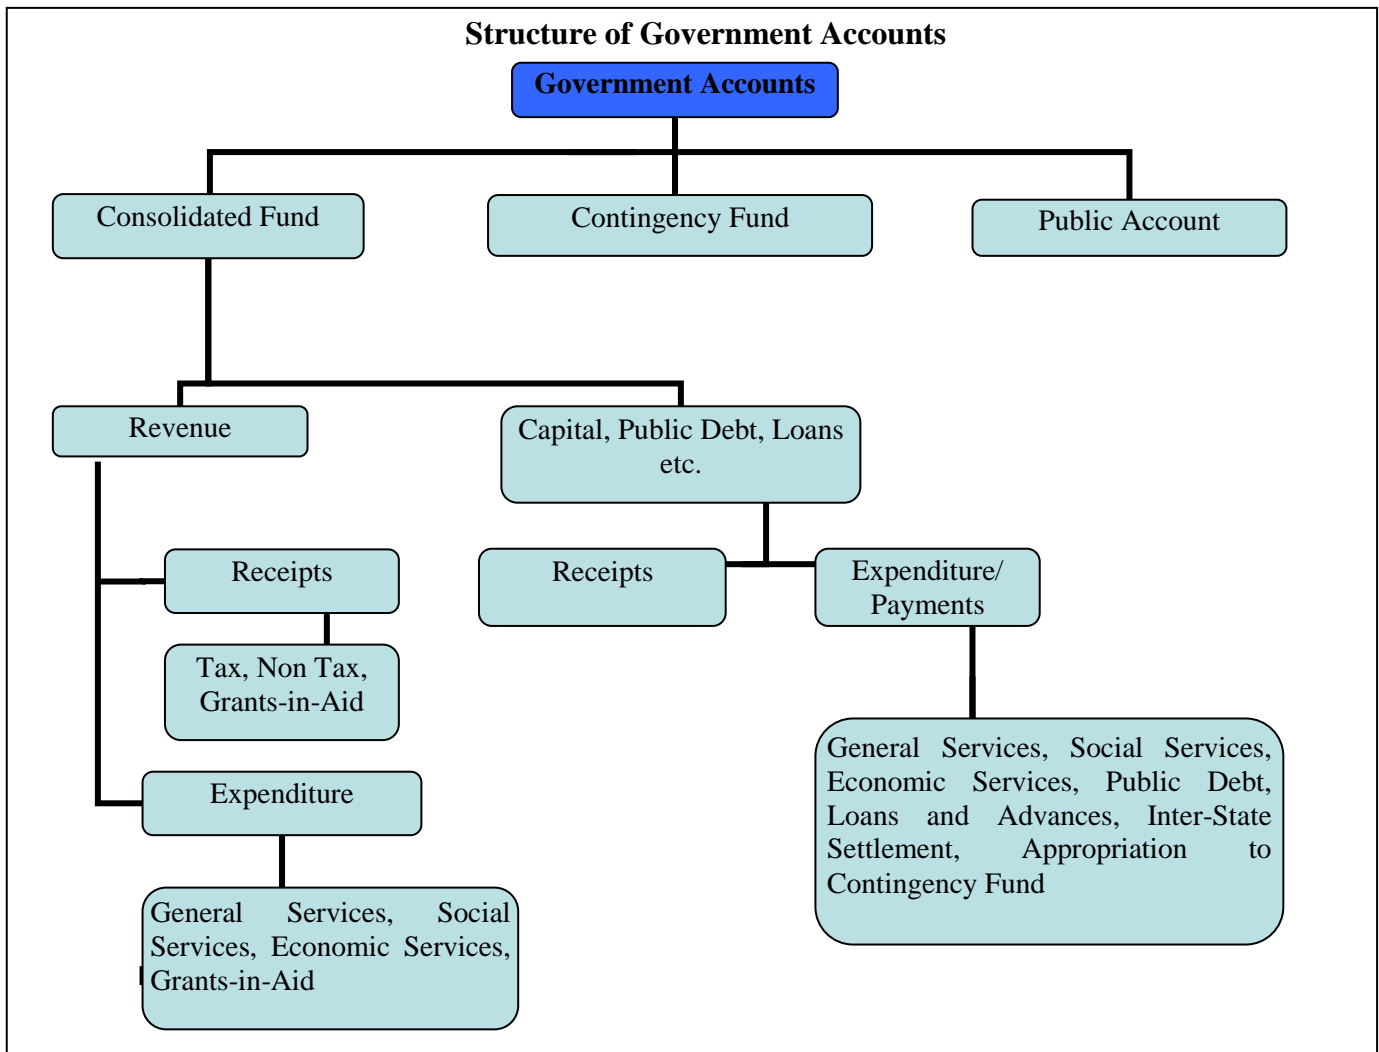 Structure of Government Accounts
Government Accounts
Consolidated Fund
Contingency Fund
Public Account
Revenue
Capital, Public Debt, Loans
etc.
Receipts
Receipts
Expenditure/
Payments
Tax, Non Tax,
Grants-in-Aid
General Services, Social Services,
Economic Services, Public Debt,
Loans and Advances, Inter-State
Settlement, Appropriation to
Contingency Fund
Expenditure
General Services, Social
Services, Economic Services,
Grants-in-Aid